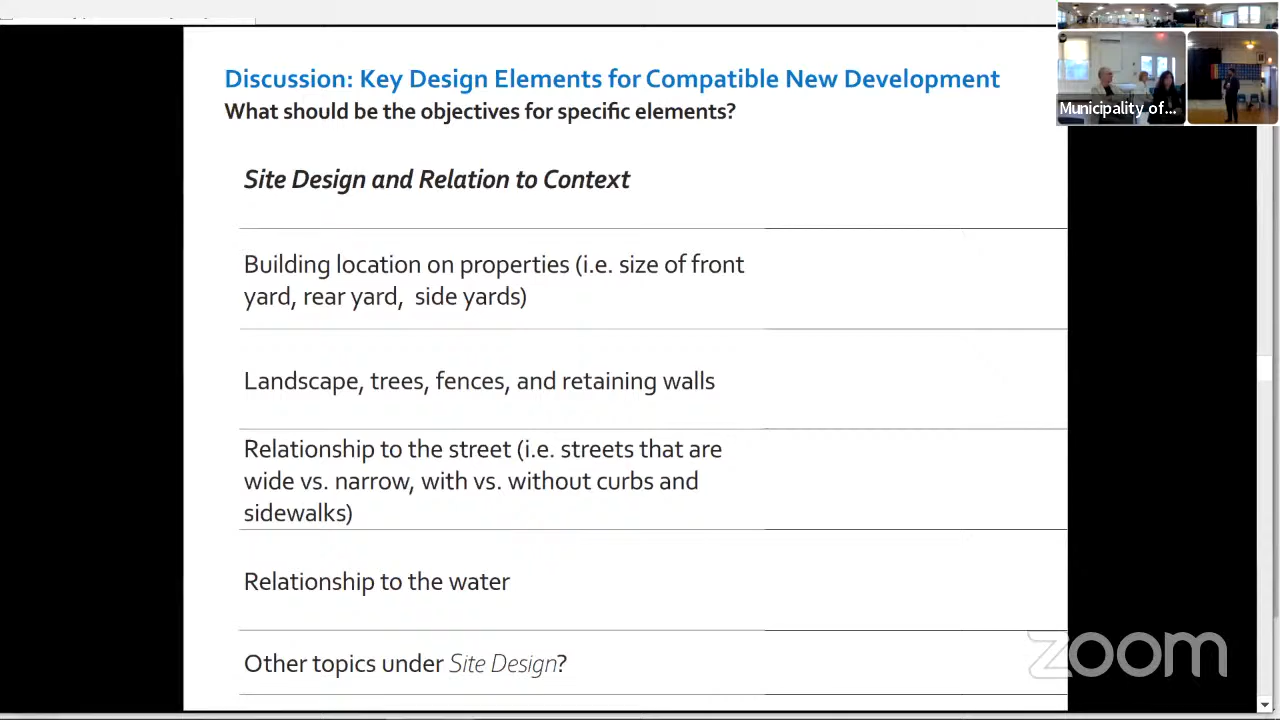 Discussion: Key Design Elements for Compatible New Development
What should be the objectives for specific elements?
Municipality of...
Site Design and Relation to Context
Building location on properties (i.e. size of front
yard, rear yard, side yards)
Landscape, trees, fences, and retaining walls
Relationship to the street (i.e. streets that are
wide vs. narrow, with vs. without curbs and
sidewalks)
Relationship to the water
Other topics under Site Design?
zoom